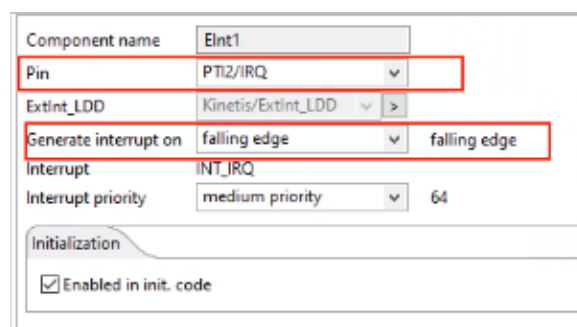 Component name EInt1
Pin PTI2/IRQ
ExtInt_LDD Kinetis/ExtInt_LDD >
Generate interrupt on falling edge falling edge
Interrupt INT_IRQ
Interrupt priority medium priority 64
Initialization
Enabled in init. code